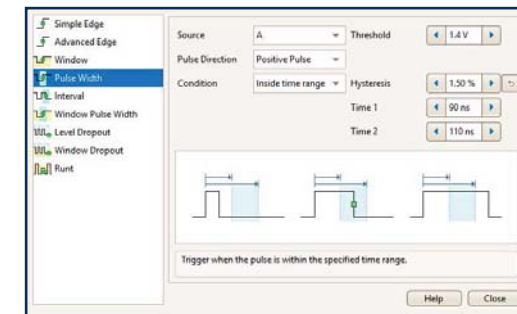 Simple Edge
Advanced Edge
Window
Pulse Width
Interval
Window Pulse Width
Level Dropout
Window Dropout
Runt
Source A Threshold 1.4 V
Pulse Direction Positive Pulse
Condition Inside time range Hysteresis 1.50 %
Time 1 90 ns
Time 2 110 ns
Trigger when the pulse is within the specified time range.
Help Close